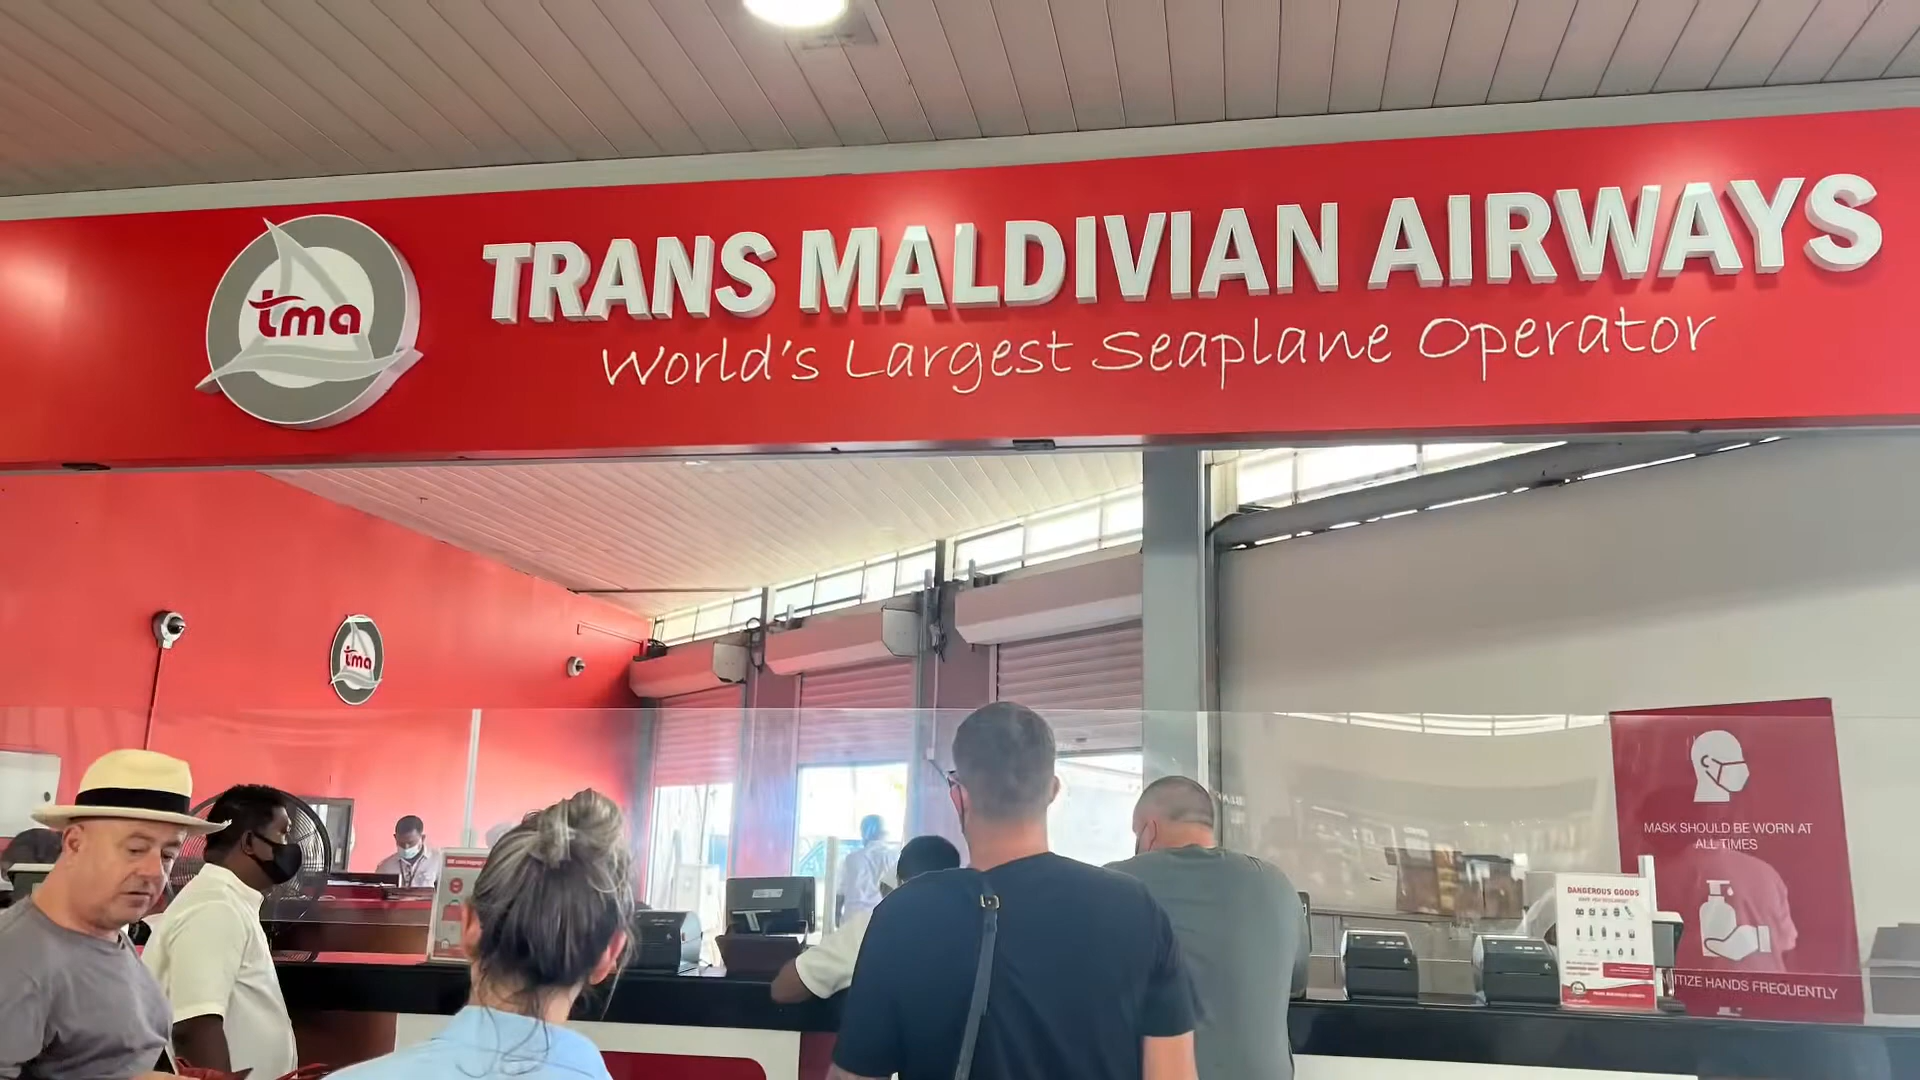 tma
TRANS MALDIVIAN AIRWAYS
World's Largest Seaplane Operator
tma
MASK SHOULD BE WORN AT
ALL TIMES
DANGEROUS GOODS
ITIZE HANDS FREQUENTLY